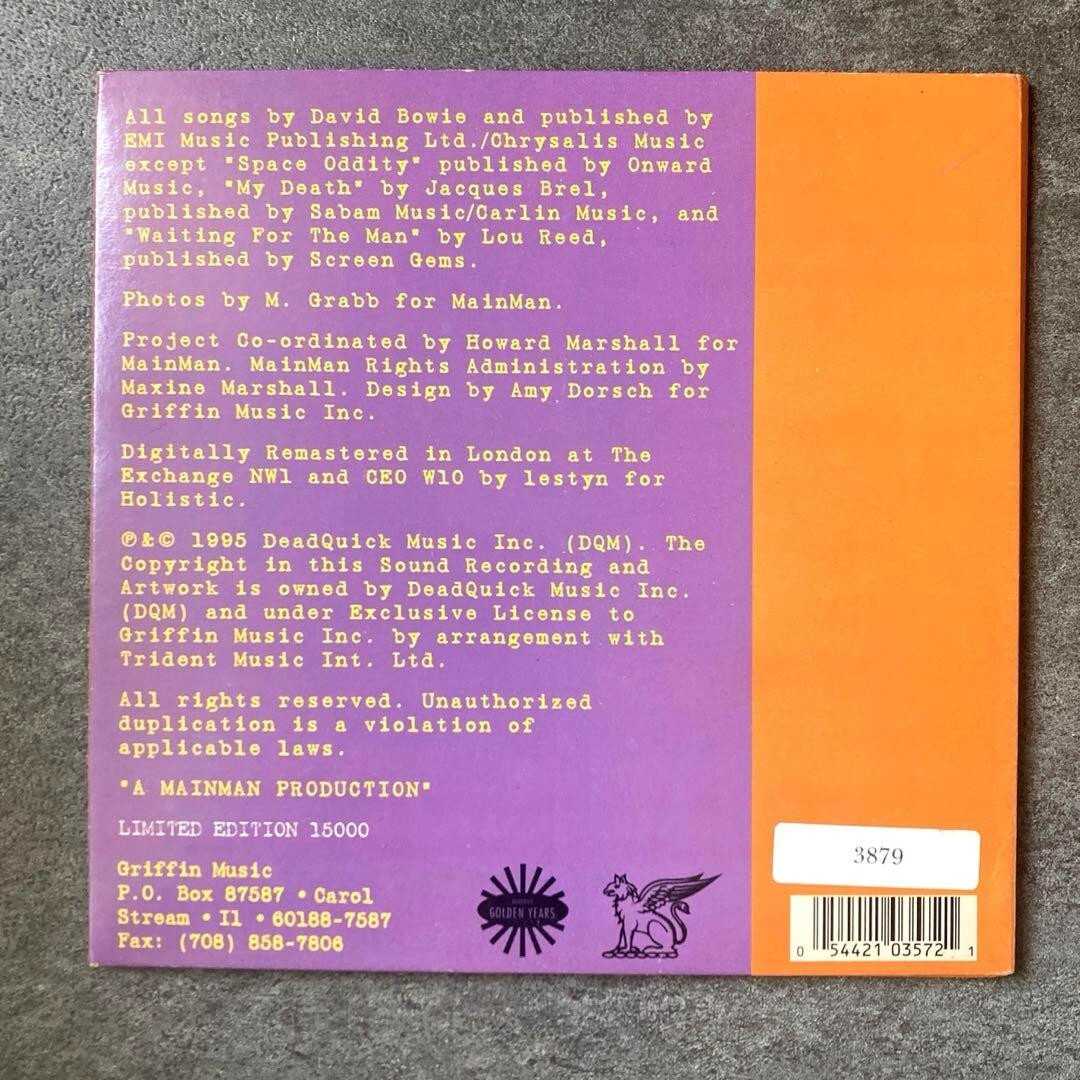 All songs by David Bowie and published by
EMI Music Publishing Ltd./Chrysalis Music
except "Space Oddity" published by Onward
Music, "My Death" by Jacques Brel,
published by Sabam Music/Carlin Music, and
"Waiting For The Man" by Lou Reed,
published by Screen Gems.
Photos by M. Grabb for MainMan.
Project Co-ordinated by Howard Marshall for
MainMan. MainMan Rights Administration by
Maxine Marshall. Design by Amy Dorsch for
Griffin Music Inc.
Digitally Remastered in London at The
Exchange NW1 and CEO W10 by lestyn for
Holistic.
℗&© 1995 DeadQuick Music Inc. (DQM). The
Copyright in this Sound Recording and
Artwork is owned by DeadQuick Music Inc.
(DQM) and under Exclusive License to
Griffin Music Inc. by arrangement with
Trident Music Int. Ltd.
All rights reserved. Unauthorized
duplication is a violation of
applicable laws.
"A MAINMAN PRODUCTION"
LIMITED EDITION 15000
Griffin Music
P.O. Box 87587 • Carol
Stream • Il • 60188-7587
Fax: (708) 858-7806
GOLDEN YEARS
3879
0 54421 03572 1